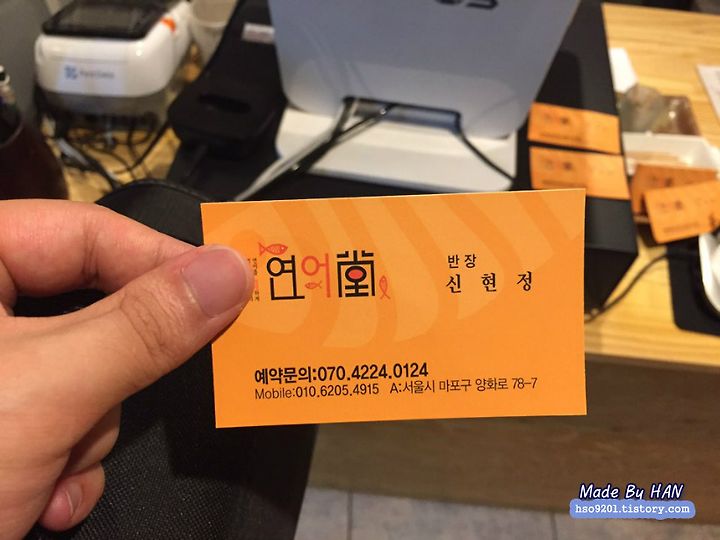 연어堂
반장
신 현 정
예약문의:070.4224.0124
Mobile:010.6205.4915 A:서울시 마포구 양화로 78-7
Made By HAN
hso9201.tistory.com